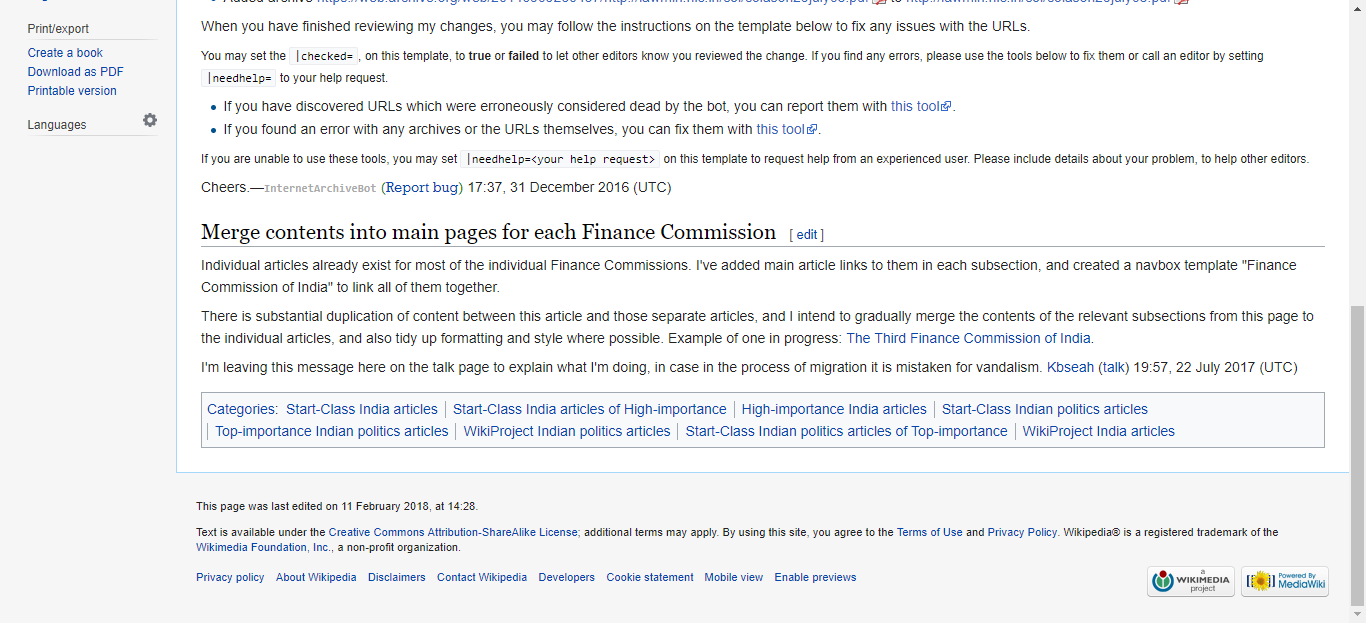 Print/export
Create a book
Download as PDF
Printable version
Languages
When you have finished reviewing my changes, you may follow the instructions on the template below to fix any issues with the URLs.
You may set the |checked=, on this template, to true or failed to let other editors know you reviewed the change. If you find any errors, please use the tools below to fix them or call an editor by setting
|needhelp= to your help request.
If you have discovered URLs which were erroneously considered dead by the bot, you can report them with this tool.
If you found an error with any archives or the URLs themselves, you can fix them with this tool.
If you are unable to use these tools, you may set |needhelp=<your help request> on this template to request help from an experienced user. Please include details about your problem, to help other editors.
Cheers.—InternetArchiveBot (Report bug) 17:37, 31 December 2016 (UTC)
Merge contents into main pages for each Finance Commission [ edit ]
Individual articles already exist for most of the individual Finance Commissions. I've added main article links to them in each subsection, and created a navbox template "Finance
Commission of India" to link all of them together.
There is substantial duplication of content between this article and those separate articles, and I intend to gradually merge the contents of the relevant subsections from this page to
the individual articles, and also tidy up formatting and style where possible. Example of one in progress: The Third Finance Commission of India.
I'm leaving this message here on the talk page to explain what I'm doing, in case in the process of migration it is mistaken for vandalism. Kbseah (talk) 19:57, 22 July 2017 (UTC)
Categories: Start-Class India articles | Start-Class India articles of High-importance | High-importance India articles | Start-Class Indian politics articles
| Top-importance Indian politics articles | WikiProject Indian politics articles | Start-Class Indian politics articles of Top-importance | WikiProject India articles
This page was last edited on 11 February 2018, at 14:28.
Text is available under the Creative Commons Attribution-ShareAlike License; additional terms may apply. By using this site, you agree to the Terms of Use and Privacy Policy. Wikipedia® is a registered trademark of the
Wikimedia Foundation, Inc., a non-profit organization.
Privacy policy About Wikipedia Disclaimers Contact Wikipedia Developers Cookie statement Mobile view Enable previews
a
WIKIMEDIA
project
Powered By
MediaWiki